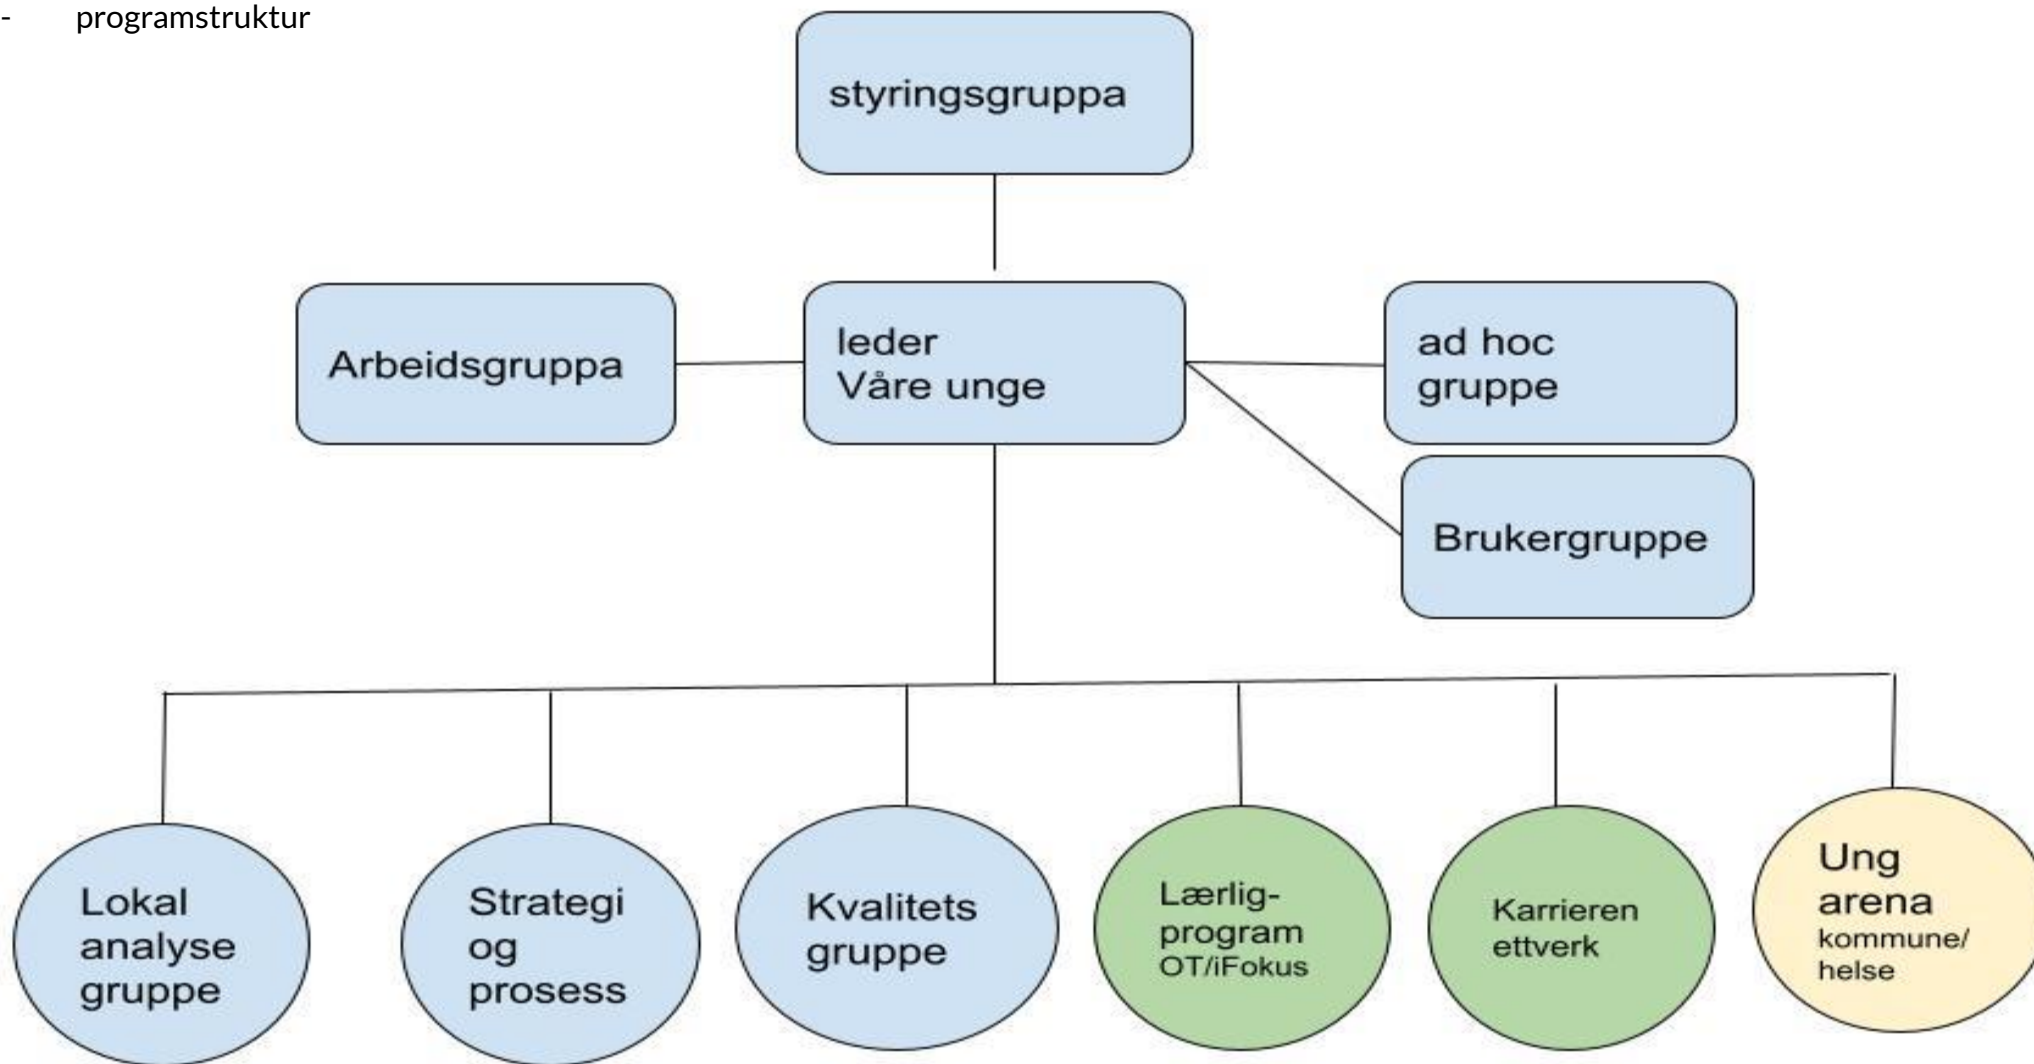 - programstruktur
styringsgruppa
Arbeidsgruppa
leder
Våre unge
ad hoc
gruppe
Brukergruppe
Lokal
analyse
gruppe
Strategi
og
prosess
Kvalitets
gruppe
Lærlig-
program
OT/iFokus
Karrieren
ettverk
Ung
arena
kommune/
helse